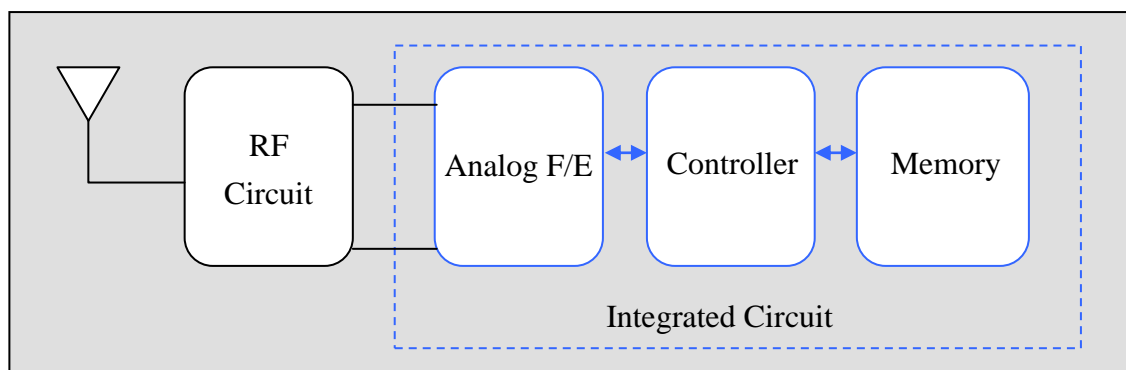 RF
Circuit
Analog F/E
Controller
Memory
Integrated Circuit